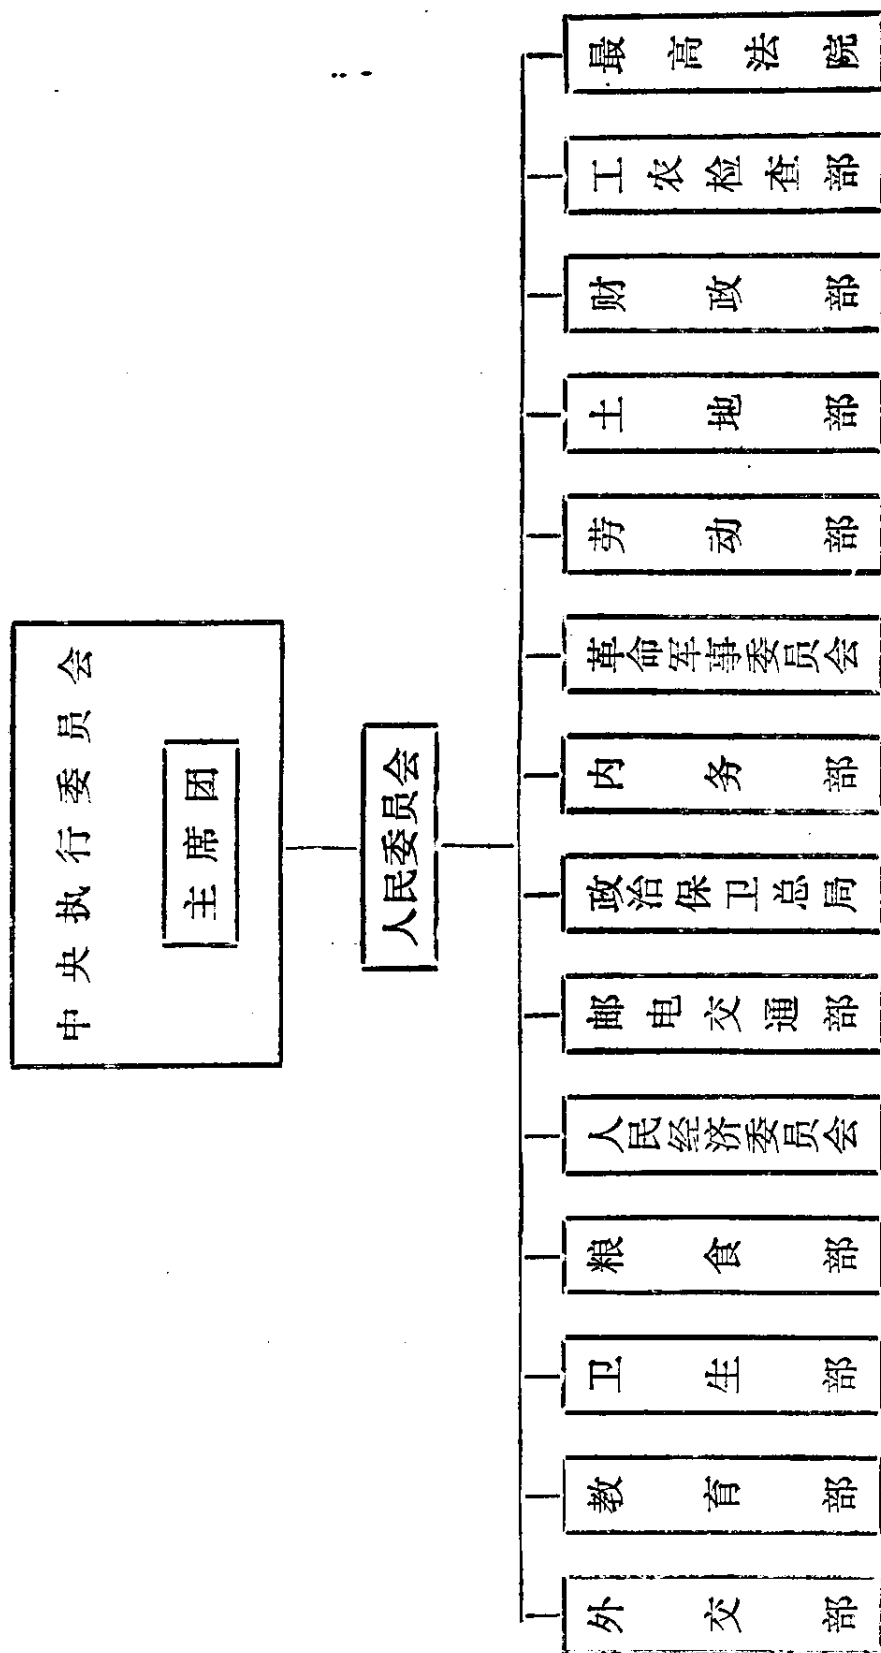 中央执行委员会
主席团
人民委员会
外交部
教育部
卫生部
粮食部
人民经济委员会
邮电交通部
政治保卫总局
内务部
革命军事委员会
劳动部
土地部
财政部
工农检查部
最高法院